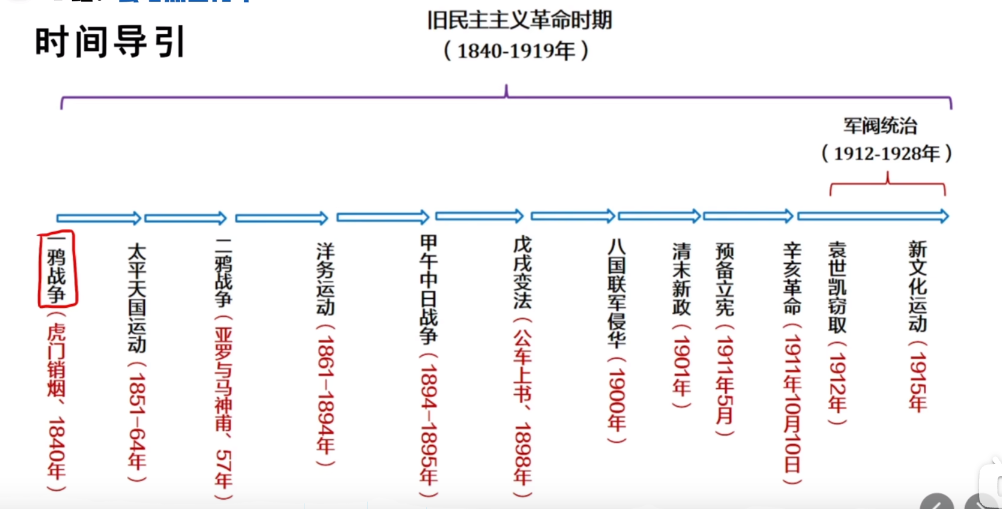 时间导引
旧民主主义革命时期
（1840-1919年）
军阀统治
（1912-1928年）
一鸦战争（虎门销烟、1840年）
太平天国运动（1851-64年）
二鸦战争（亚罗与马神甫、57年）
洋务运动（1861-1894年）
甲午中日战争（1894-1895年）
戊戌变法（公车上书、1898年）
八国联军侵华（1900年）
清末新政（1901年）
预备立宪（1911年5月）
辛亥革命（1911年10月10日）
袁世凯窃取（1912年）
新文化运动（1915年